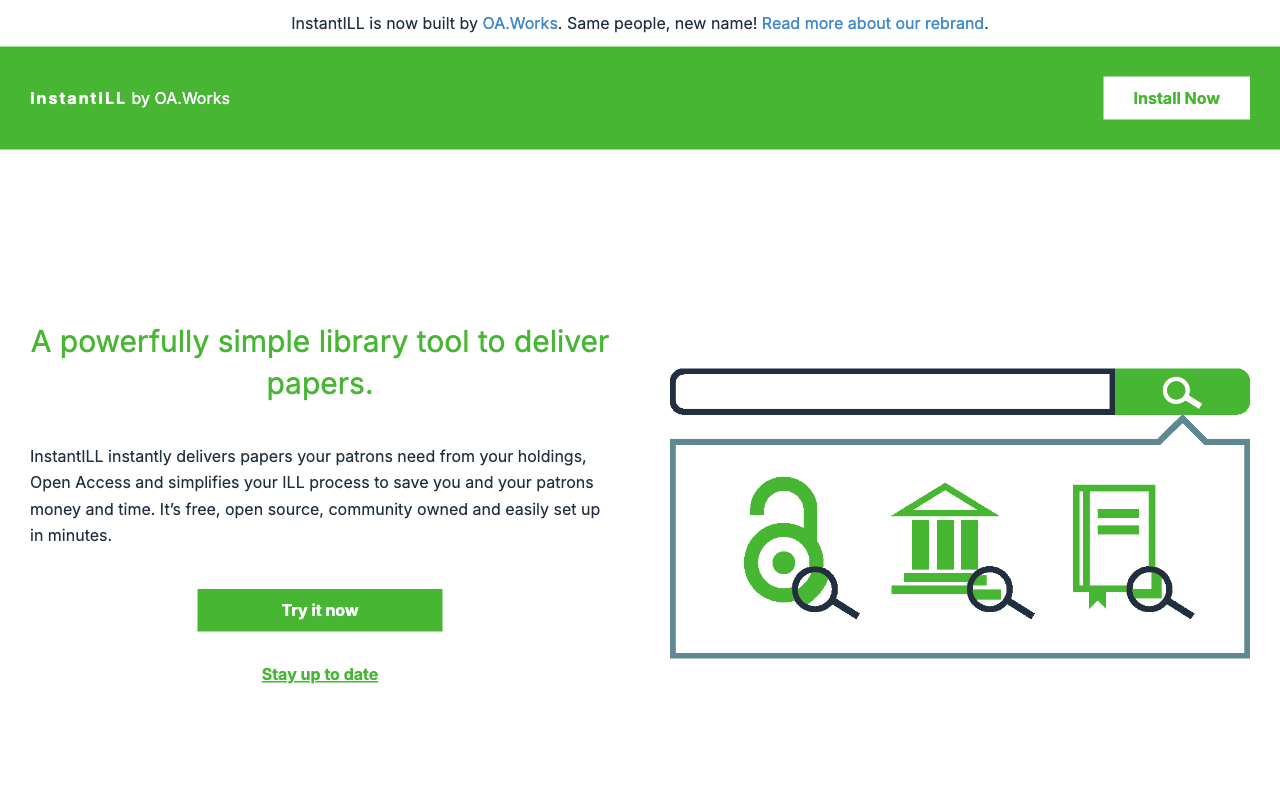 InstantILL is now built by OA.Works. Same people, new name! Read more about our rebrand.
InstantILL by OA.Works
Install Now
A powerfully simple library tool to deliver
papers.
InstantILL instantly delivers papers your patrons need from your holdings,
Open Access and simplifies your ILL process to save you and your patrons
money and time. It’s free, open source, community owned and easily set up
in minutes.
Try it now
Stay up to date